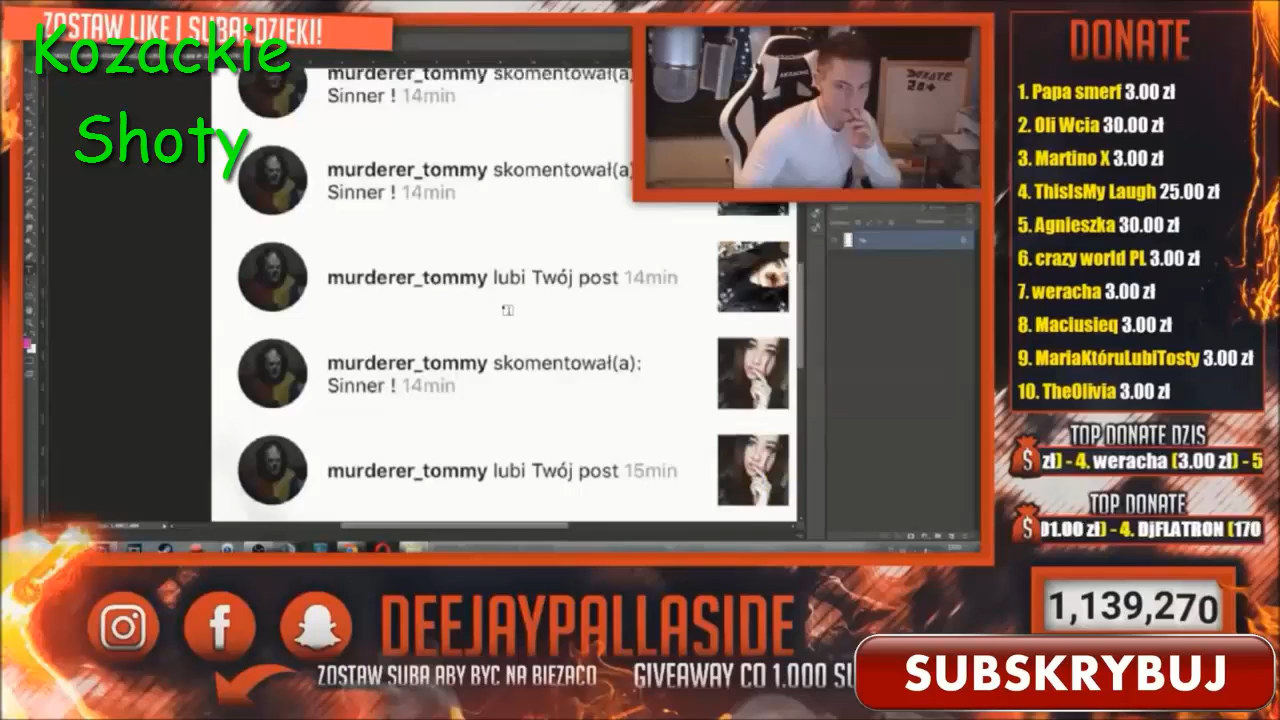 ZOSTAW LIKE I SUBA! DZIEKI!!
Kozackie
Shoty
murderer_tommy skomentował(a)
Sinner ! 14min
murderer_tommy skomentował(a)
Sinner ! 14min
murderer_tommy lubi Twój post 14min
murderer_tommy skomentował(a):
Sinner ! 14min
murderer_tommy lubi Twój post 15min
DONATE
20+
DONATE
1. Papa smerf 3.00 zł
2. Oli Wcia 30.00 zł
3. Martino X 3.00 zł
4. ThisIsMy Laugh 25.00 zł
5. Agnieszka 30.00 zł
6. crazy world PL 3.00 zł
7. weracha 3.00 zł
8. Maciusieq 3.00 zł
9. MariaKtóruLubiTosty 3.00 zł
10. TheOlivia 3.00 zł
TOP DONATE DZIS
zł) - 4. weracha (3.00 zł) - 5
TOP DONATE
01.00 zł) - 4. DjFLATRON (170
DEEJAYPALLASIDE
ZOSTAW SUBA ABY BYC NA BIEZACO
GIVEAWAY CO 1.000 SU
1,139,270
SUBSKRYBUJ